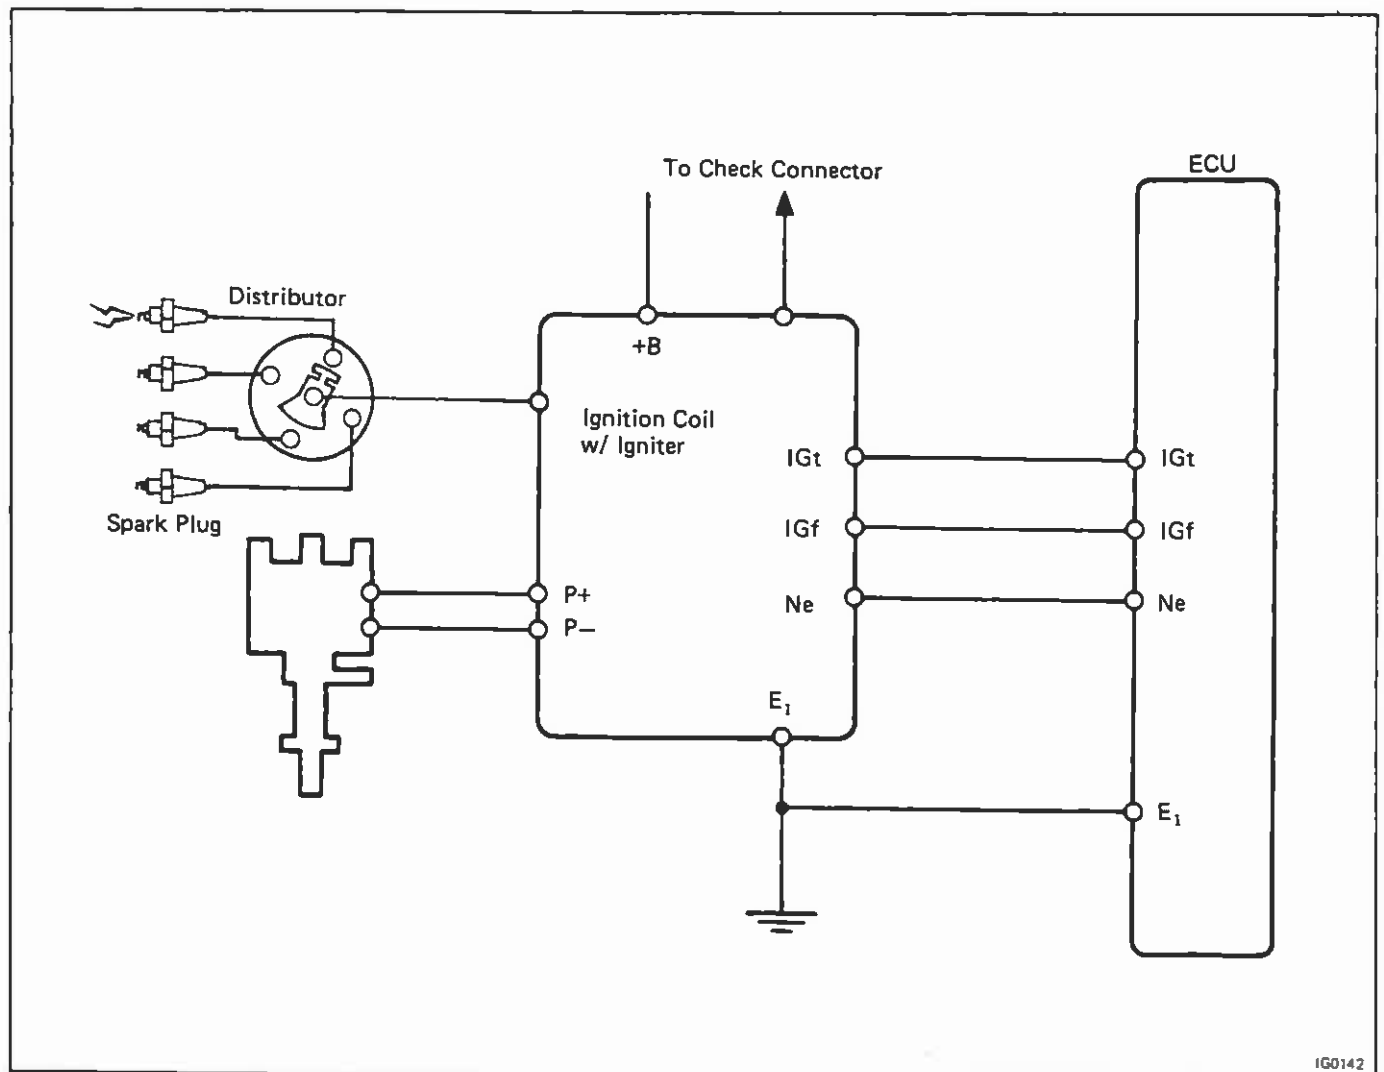 To Check Connector
ECU
Distributor
+B
Ignition Coil
w/ Igniter
IGt
IGt
IGf
IGf
Spark Plug
P+
Ne
Ne
P−
E₁
E₁
IG0142